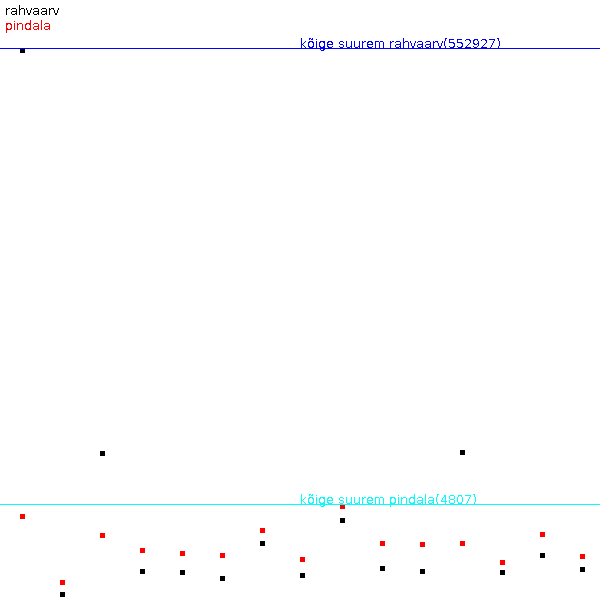 rahvaarv
pindala
kõige suurem rahvaarv(552927)
kõige suurem pindala(4807)